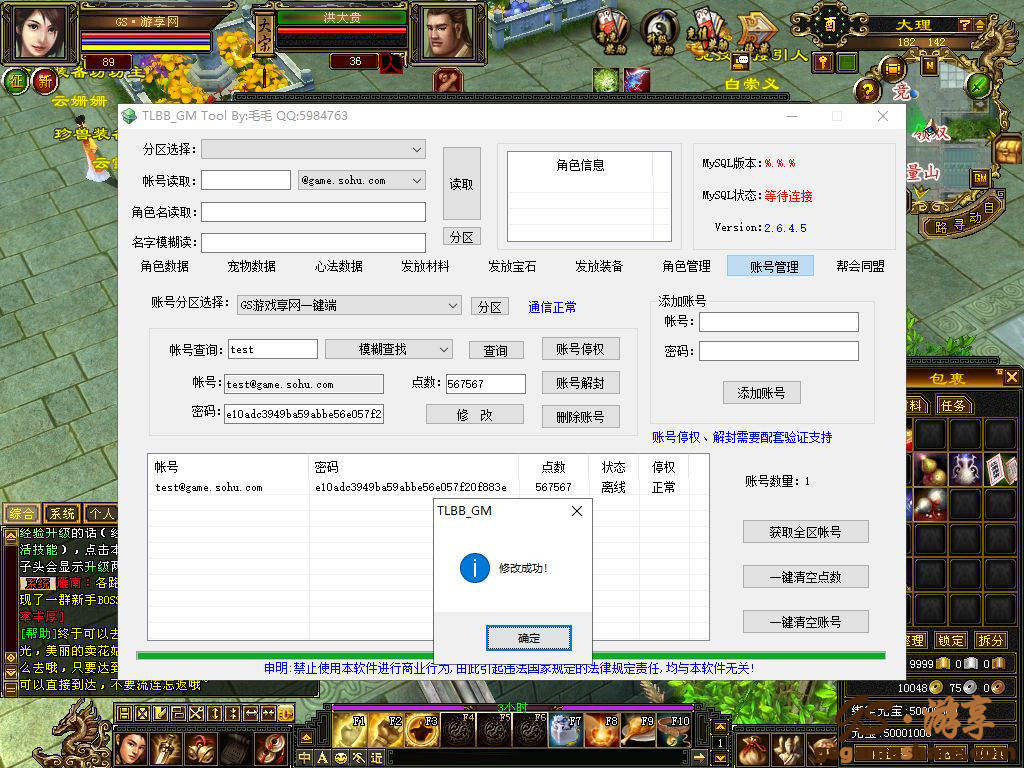 GS·游享网
洪大贵
89
36
大理
182 142
征
新
云姗姗
白崇义
TLBB_GM Tool By:毛毛 QQ:5984763
分区选择:
帐号读取:
@game.sohu.com
读取
角色名读取:
名字模糊读:
分区
角色信息
MySQL版本:%.%.%
MySQL状态:等待连接
Version:2.6.4.5
角色数据 宠物数据 心法数据 发放材料 发放宝石 发放装备 角色管理 账号管理 帮会同盟
账号分区选择:
GS游戏享网一键端
分区
通信正常
帐号查询:
test
模糊查找
查询
账号停权
帐号:
test@game.sohu.com
点数:
567567
账号解封
密码:
e10adc3949ba59abbe56e057f2
修 改
删除账号
添加账号
帐号:
密码:
添加账号
账号停权、解封需要配套验证支持
帐号 密码 点数 状态 停权
test@game.sohu.com e10adc3949ba59abbe56e057f20f883e 567567 离线 正常
账号数量:1
获取全区帐号
一键清空点数
一键清空账号
TLBB_GM
修改成功!
确定
申明:禁止使用本软件进行商业行为,由此引起违法国家规定的法律规定责任,均与本软件无关!
包裹
任务
综合 系统 个人
经验升级的话(
活技能),点击本
子头会显示升级两
现了一群新手BOSS
[帮助]终于可以去
光,美丽的卖花姑
么去哦,只要达到
可以直接到达,不要流连忘返哦~
整理 锁定 拆分
9999 0 0
10048 75 0
3小时
F1 F2 F3 F4 F5 F6 F7 F8 F9 F10
1
元宝:50001000
游享